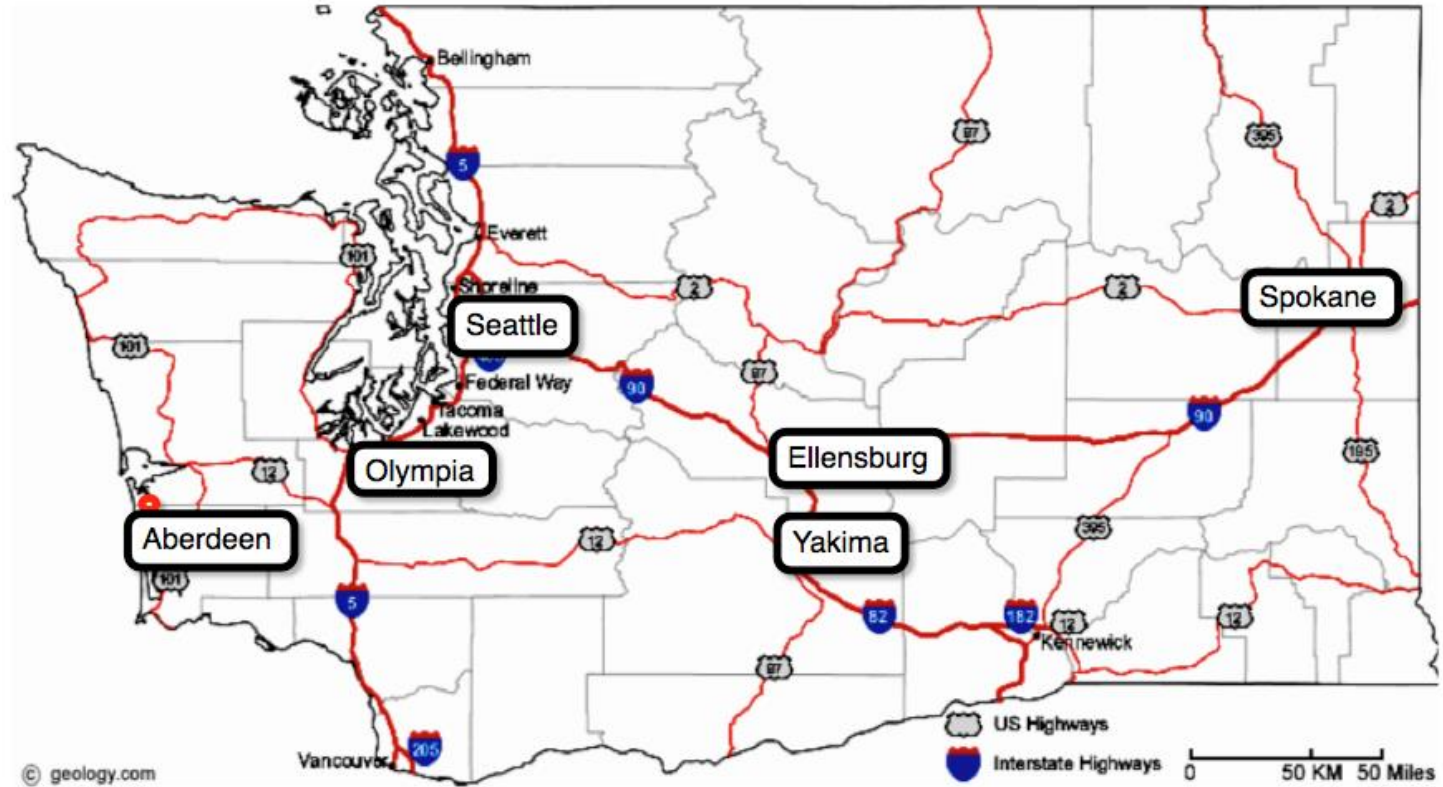 Bellingham
97
395
5
2
Everett
101
2
2
Shoreline
Spokane
Seattle
101
97
90
Federal Way
Tacoma
Lakewood
90
Ellensburg
Olympia
12
195
Aberdeen
12
Yakima
395
101
5
82
182
12
12
Kennewick
97
US Highways
205
Vancouver
Interstate Highways
0 50 KM 50 Miles
© geology.com